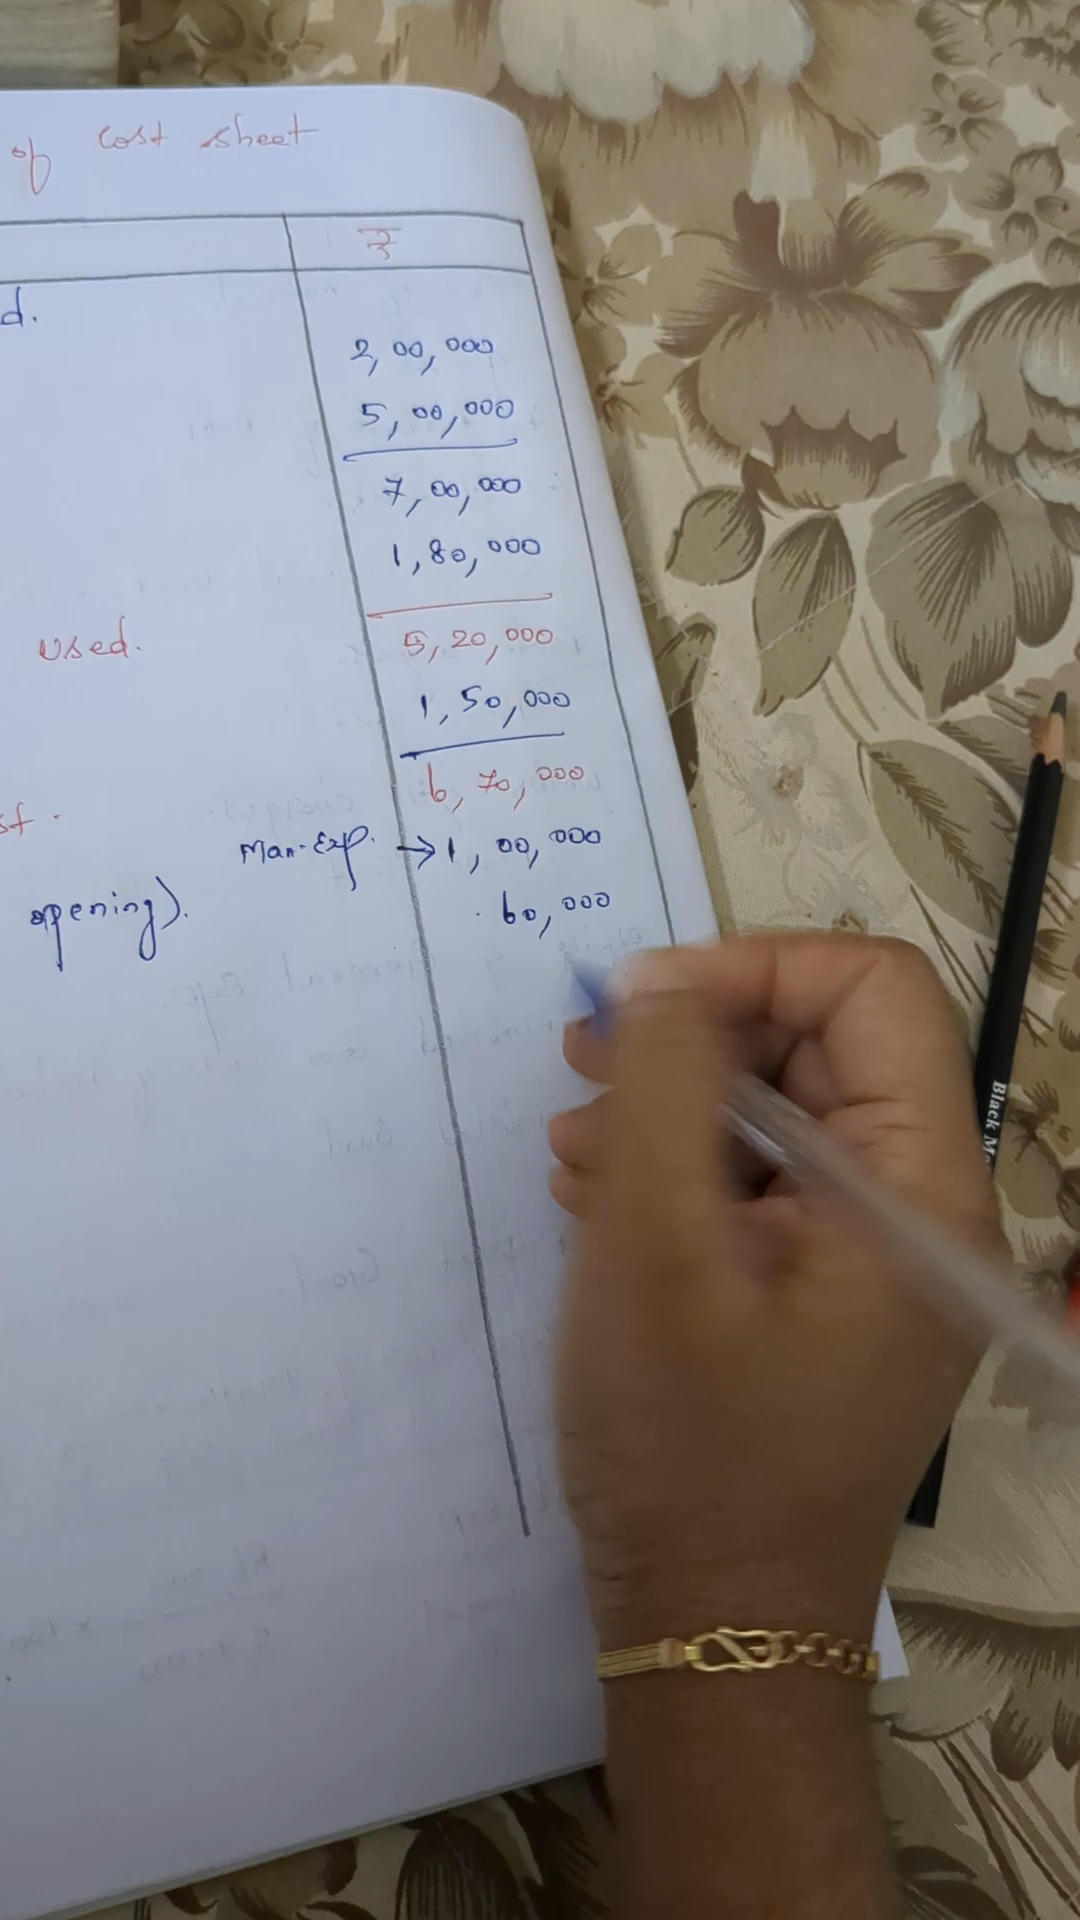 of cost sheet
₹
d.
2,00,000
5,00,000
7,00,000
1,80,000
used. 5,20,000
1,50,000
6,70,000
st.
Man. Exp. → 1,00,000
opening). 60,000
Black